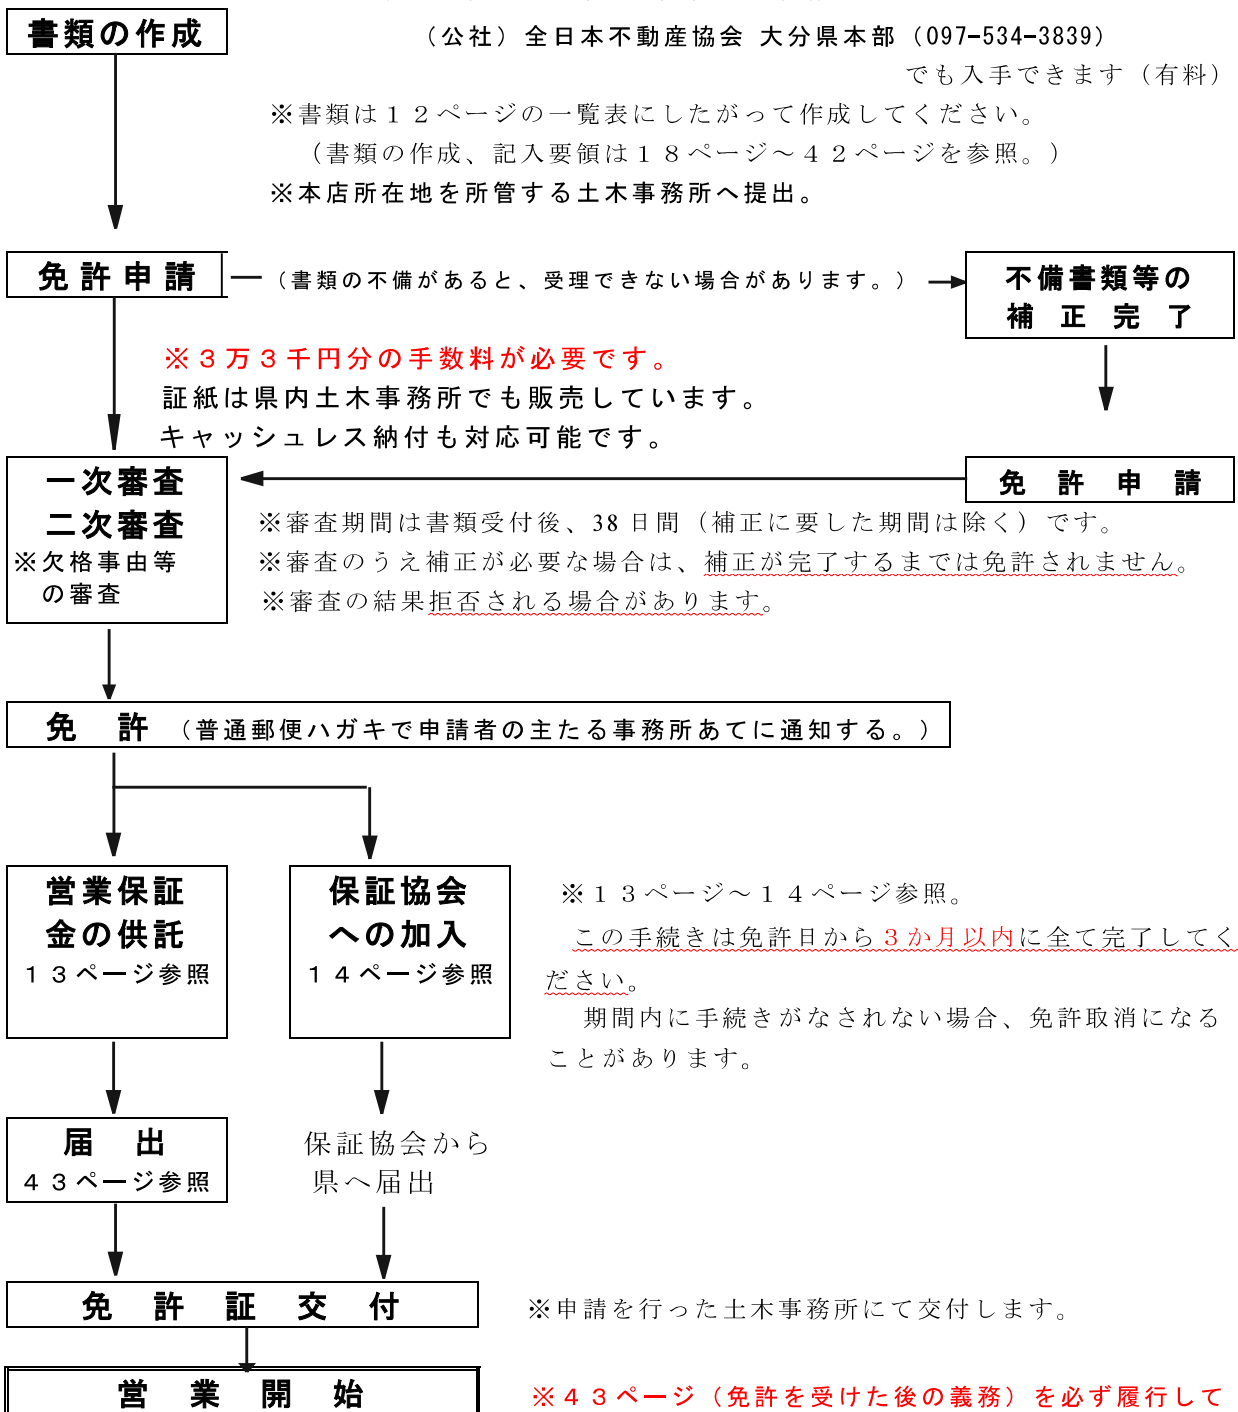 書類の作成
（公社）全日本不動産協会 大分県本部（097-534-3839）
でも入手できます（有料）
※書類は１２ページの一覧表にしたがって作成してください。
（書類の作成、記入要領は１８ページ～４２ページを参照。）
※本店所在地を所管する土木事務所へ提出。
免許申請
（書類の不備があると、受理できない場合があります。）
不備書類等の
補正完了
※３万３千円分の手数料が必要です。
証紙は県内土木事務所でも販売しています。
キャッシュレス納付も対応可能です。
一次審査
二次審査
※欠格事由等
の審査
免許申請
※審査期間は書類受付後、38日間（補正に要した期間は除く）です。
※審査のうえ補正が必要な場合は、補正が完了するまでは免許されません。
※審査の結果拒否される場合があります。
免　許（普通郵便ハガキで申請者の主たる事務所あてに通知する。）
営業保証
金の供託
１３ページ参照
保証協会
への加入
１４ページ参照
※１３ページ～１４ページ参照。
この手続きは免許日から３か月以内に全て完了してく
ださい。
期間内に手続きがなされない場合、免許取消になる
ことがあります。
届　出
４３ページ参照
保証協会から
県へ届出
免許証交付
※申請を行った土木事務所にて交付します。
営業開始
※４３ページ（免許を受けた後の義務）を必ず履行して